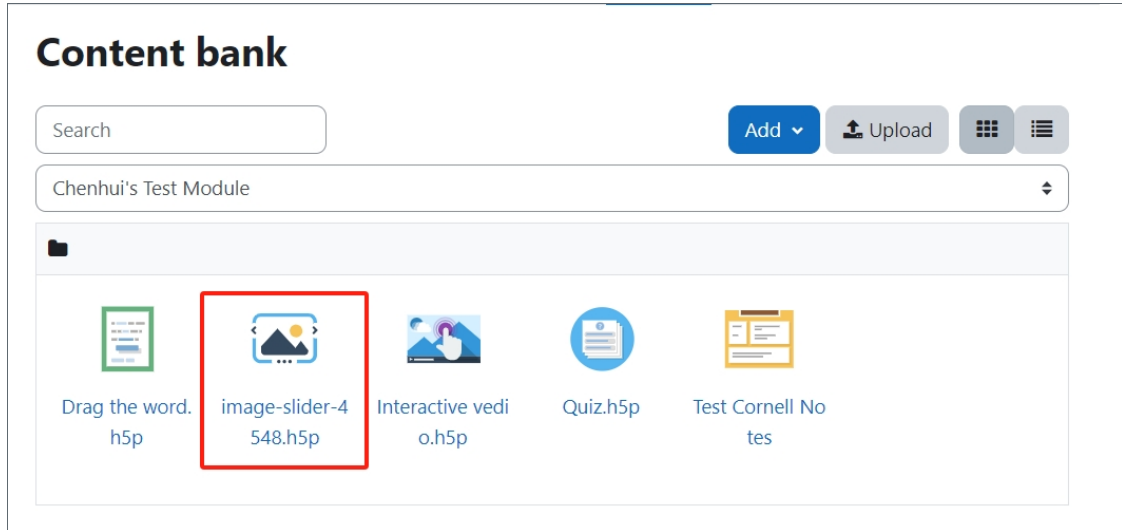 Content bank
Search
Add
Upload
Chenhui's Test Module
Drag the word.
h5p
image-slider-4
548.h5p
Interactive vedi
o.h5p
Quiz.h5p
Test Cornell No
tes